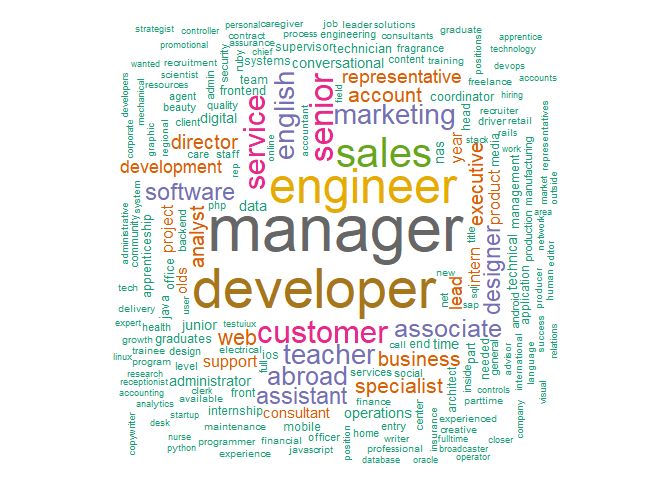 strategist
controller
personal
caregiver
job
leader
solutions
graduate
promotional
contract
process
engineering
consultants
positions
apprentice
wanted
recruitment
assurance
chief
supervisor
technician
fragrance
technology
developers
scientist
resources
admin
security
ruby
systems
conversational
content
training
devops
corporate
mechanical
agent
beauty
quality
team
frontend
english
senior
field
representative
account
coordinator
freelance
accounts
hiring
graphic
regional
client
digital
service
online
accountant
marketing
nas
year
head
recruiter
driver
retail
stack
rails
director
care
staff
rep
sales
executive
product
media
work
manufacturing
representatives
development
software
php
data
engineer
management
production
market
outside
administrative
community
system
apprenticeship
project
backend
analyst
manager
designer
technical
application
area
network
human
editor
tech
java
office
olds
user
developer
new
net
lead
sql
intern
title
sap
android
producer
delivery
expert
health
junior
testuiux
customer
associate
needed
general
advisor
international
language
success
relations
linux
growth
graduates
web
ios
teacher
call
end
time
part
inside
trainee
design
electrical
full
business
architect
program
level
support
abroad
services
social
specialist
controls
company
visual
research
receptionist
administrator
front
assistant
finance
parttime
accounting
clerk
analytics
available
internship
consultant
operations
center
insurance
experienced
creative
copywriter
startup
desk
maintenance
mobile
entry
fulltime
closer
nurse
programmer
financial
officer
position
home
writer
professional
broadcaster
python
experience
javascript
database
oracle
operator